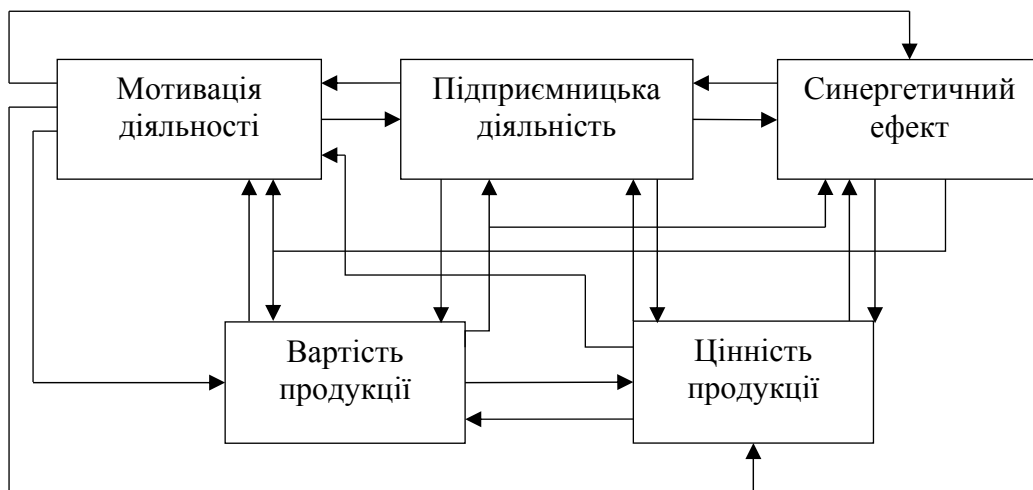 Мотивація
діяльності
Підприємницька
діяльність
Синергетичний
ефект
Вартість
продукції
Цінність
продукції